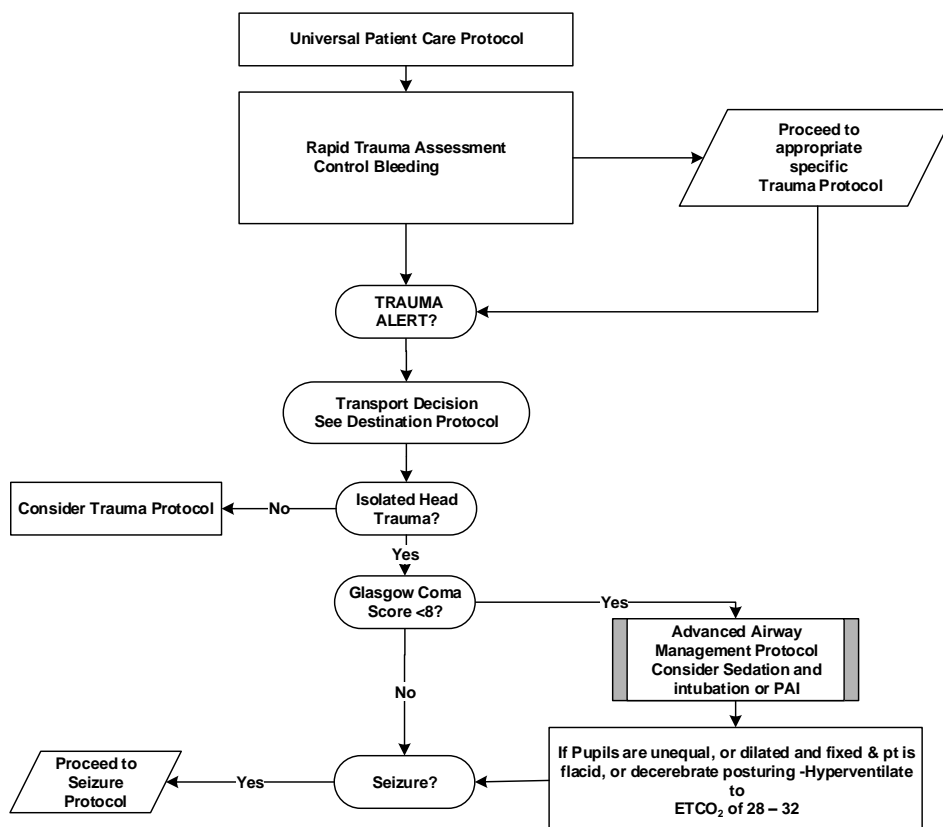 Universal Patient Care Protocol
Rapid Trauma Assessment
Control Bleeding
Proceed to
appropriate
specific
Trauma Protocol
TRAUMA
ALERT?
Transport Decision
See Destination Protocol
Isolated Head
Trauma?
No
Consider Trauma Protocol
Yes
Glasgow Coma
Score <8?
Yes
Advanced Airway
Management Protocol
Consider Sedation and
intubation or PAI
No
If Pupils are unequal, or dilated and fixed & pt is
flacid, or decerebrate posturing -Hyperventilate
to
ETCO₂ of 28 – 32
Seizure?
Yes
Proceed to
Seizure
Protocol